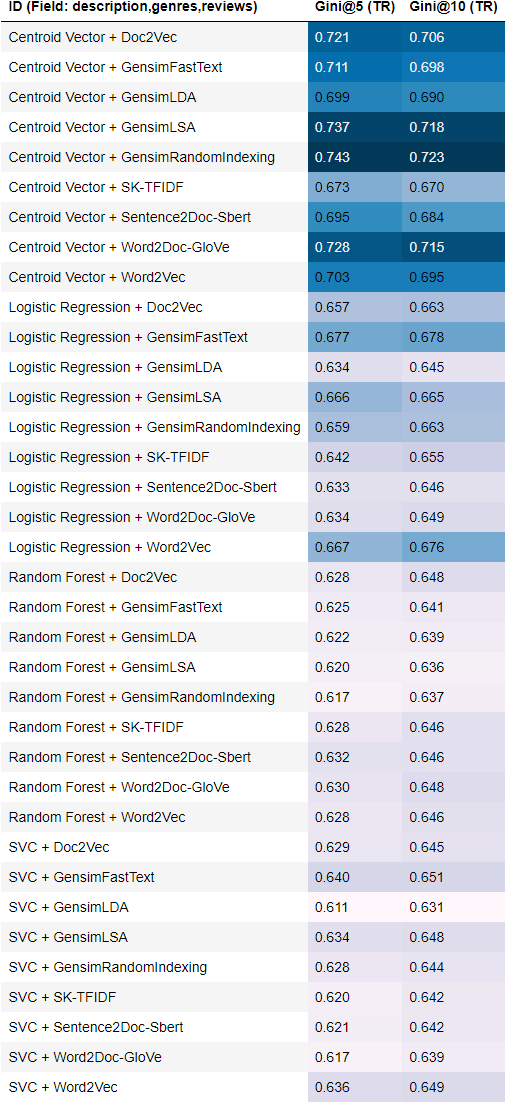 ID (Field: description,genres,reviews) Gini@5 (TR) Gini@10 (TR)
Centroid Vector + Doc2Vec 0.721 0.706
Centroid Vector + GensimFastText 0.711 0.698
Centroid Vector + GensimLDA 0.699 0.690
Centroid Vector + GensimLSA 0.737 0.718
Centroid Vector + GensimRandomIndexing 0.743 0.723
Centroid Vector + SK-TFIDF 0.673 0.670
Centroid Vector + Sentence2Doc-Sbert 0.695 0.684
Centroid Vector + Word2Doc-GloVe 0.728 0.715
Centroid Vector + Word2Vec 0.703 0.695
Logistic Regression + Doc2Vec 0.657 0.663
Logistic Regression + GensimFastText 0.677 0.678
Logistic Regression + GensimLDA 0.634 0.645
Logistic Regression + GensimLSA 0.666 0.665
Logistic Regression + GensimRandomIndexing 0.659 0.663
Logistic Regression + SK-TFIDF 0.642 0.655
Logistic Regression + Sentence2Doc-Sbert 0.633 0.646
Logistic Regression + Word2Doc-GloVe 0.634 0.649
Logistic Regression + Word2Vec 0.667 0.676
Random Forest + Doc2Vec 0.628 0.648
Random Forest + GensimFastText 0.625 0.641
Random Forest + GensimLDA 0.622 0.639
Random Forest + GensimLSA 0.620 0.636
Random Forest + GensimRandomIndexing 0.617 0.637
Random Forest + SK-TFIDF 0.628 0.646
Random Forest + Sentence2Doc-Sbert 0.632 0.646
Random Forest + Word2Doc-GloVe 0.630 0.648
Random Forest + Word2Vec 0.628 0.646
SVC + Doc2Vec 0.629 0.645
SVC + GensimFastText 0.640 0.651
SVC + GensimLDA 0.611 0.631
SVC + GensimLSA 0.634 0.648
SVC + GensimRandomIndexing 0.628 0.644
SVC + SK-TFIDF 0.620 0.642
SVC + Sentence2Doc-Sbert 0.621 0.642
SVC + Word2Doc-GloVe 0.617 0.639
SVC + Word2Vec 0.636 0.649